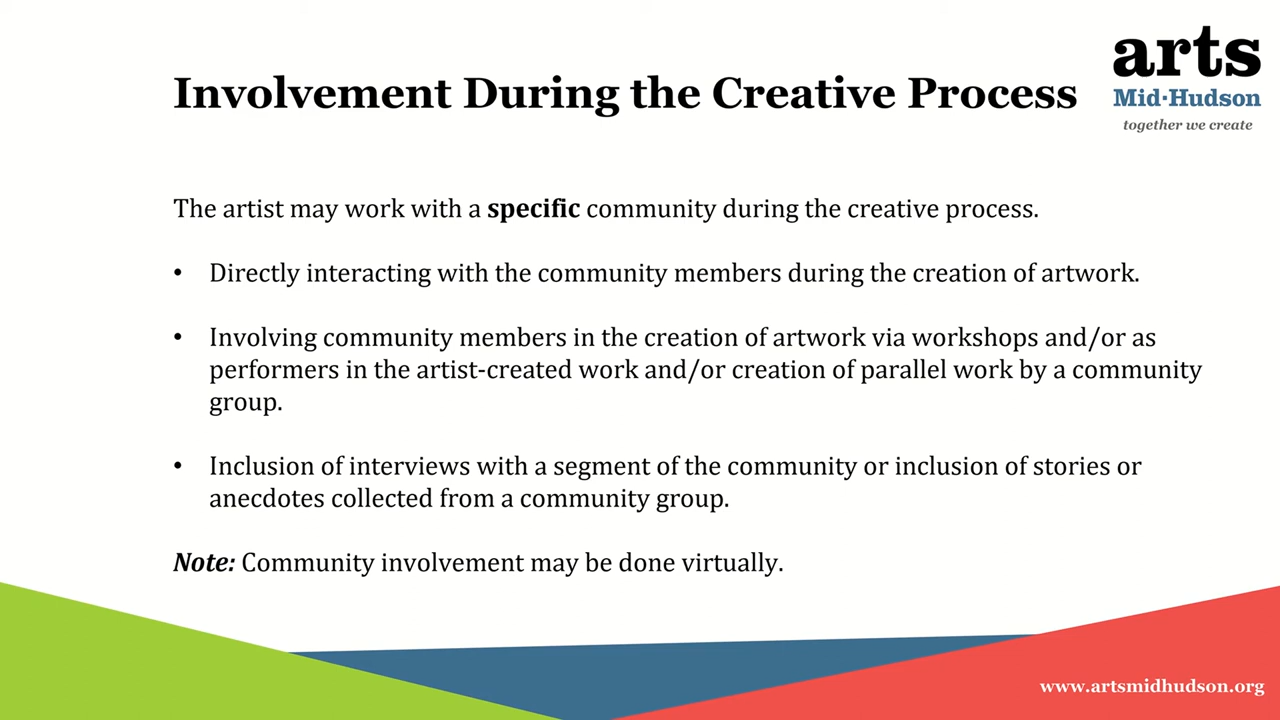 arts
Mid·Hudson
together we create
Involvement During the Creative Process
The artist may work with a specific community during the creative process.
• Directly interacting with the community members during the creation of artwork.
• Involving community members in the creation of artwork via workshops and/or as
performers in the artist-created work and/or creation of parallel work by a community
group.
• Inclusion of interviews with a segment of the community or inclusion of stories or
anecdotes collected from a community group.
Note: Community involvement may be done virtually.
www.artsmidhudson.org